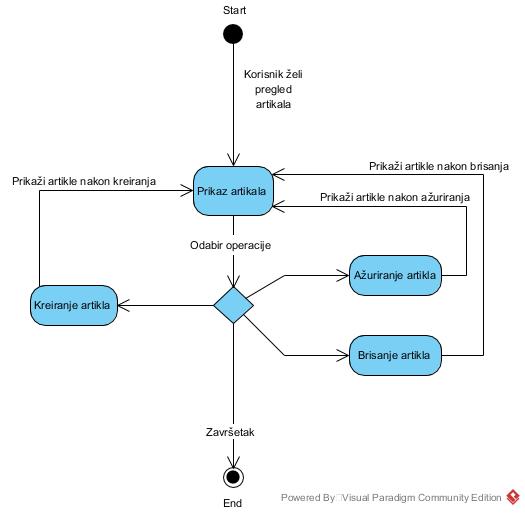 Start
Korisnik želi
pregled
artikala
Prikaži artikle nakon brisanja
Prikaži artikle nakon kreiranja
Prikaz artikala
Prikaži artikle nakon ažuriranja
Odabir operacije
Ažuriranje artikla
Kreiranje artikla
Brisanje artikla
Završetak
End
Powered By Visual Paradigm Community Edition